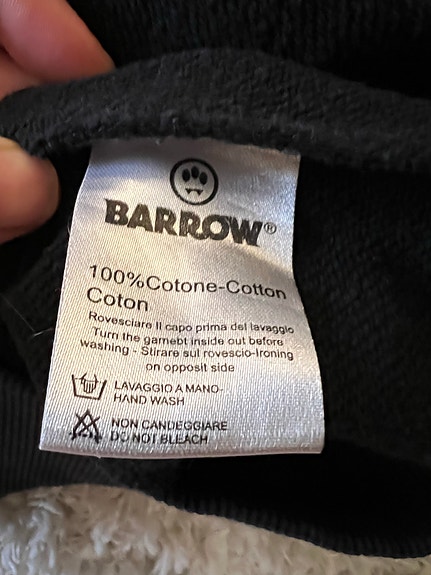 BARROW®
100%Cotone-Cotton
Coton
Rovesciare Il capo prima del lavaggio
Turn the garnebt inside out before
washing - Stirare sul rovescio-Ironing
on opposit side
LAVAGGIO A MANO-
HAND WASH
NON CANDEGGIARE
DO NOT BLEACH